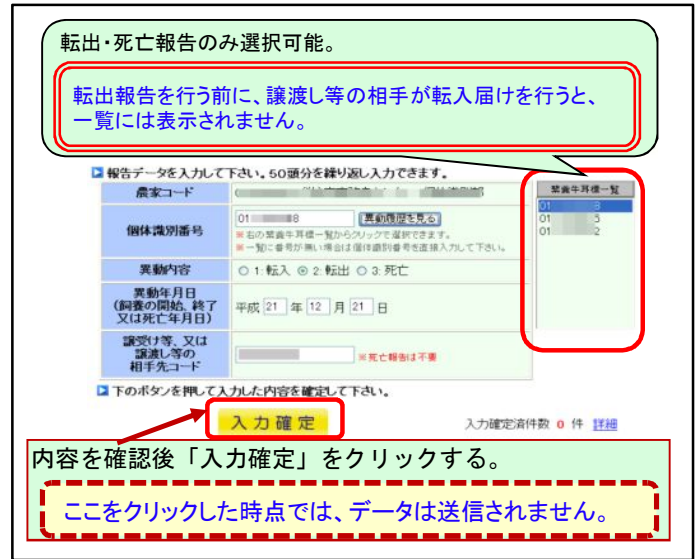 転出・死亡報告のみ選択可能。
転出報告を行う前に、譲渡し等の相手が転入届けを行うと、
一覧には表示されません。
報告データを入力して下さい。50頭分を繰り返し入力できます。
農家コード
繋養牛耳標一覧
個体識別番号
01 8 異動履歴を見る
※右の繋養牛耳標一覧からクリックで選択できます。
※一覧に番号が無い場合は個体識別番号を直接入力して下さい。
01 8
01 5
01 2
異動内容
1:転入 2:転出 3:死亡
異動年月日
(飼養の開始、終了
又は死亡年月日)
平成 21 年 12 月 21 日
譲受け等、又は
譲渡し等の
相手先コード
※死亡報告は不要
下のボタンを押して入力した内容を確定して下さい。
入力確定
入力確定済件数 0 件 詳細
内容を確認後「入力確定」をクリックする。
ここをクリックした時点では、データは送信されません。